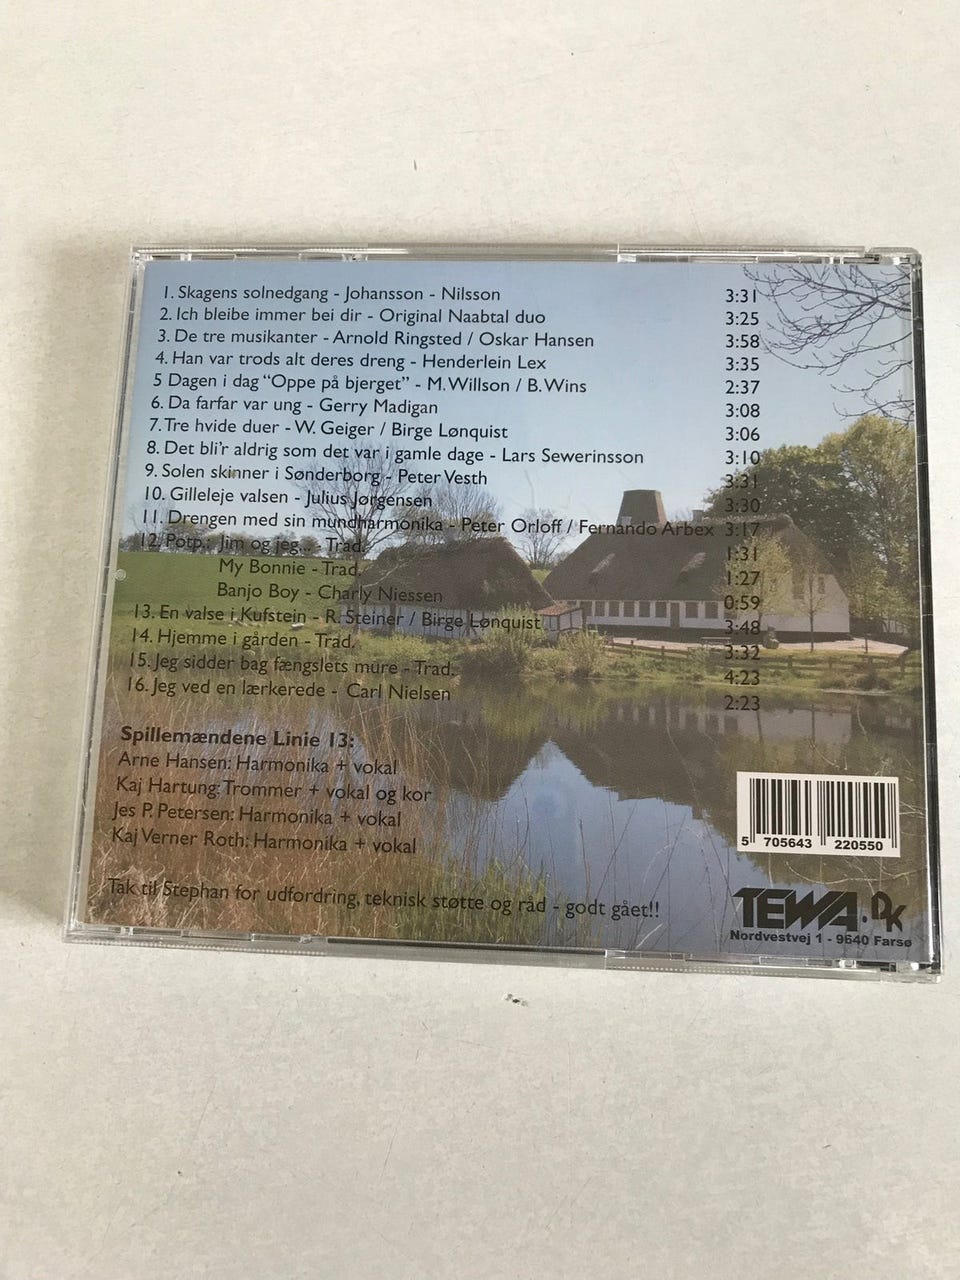 1. Skagens solnedgang - Johansson - Nilsson 3:31
2. Ich bleibe immer bei dir - Original Naabtal duo 3:25
3. De tre musikanter - Arnold Ringsted / Oskar Hansen 3:58
4. Han var trods alt deres dreng - Henderlein Lex 3:35
5 Dagen i dag “Oppe på bjerget” - M. Willson / B. Wins 2:37
6. Da farfar var ung - Gerry Madigan 3:08
7. Tre hvide duer - W. Geiger / Birge Lønquist 3:06
8. Det bli’r aldrig som det var i gamle dage - Lars Sewerinsson 3:10
9. Solen skinner i Sønderborg - Peter Vesth 3:31
10. Gilleleje valsen - Julius Jørgensen 3:30
11. Drengen med sin mundharmonika - Peter Orloff / Fernando Arbex 3:17
12. Potp.: Jim og jeg... - Trad. 1:31
My Bonnie - Trad. 1:27
Banjo Boy - Charly Niessen 0:59
13. En valse i Kufstein - R. Steiner / Birge Lønquist 3:48
14. Hjemme i gården - Trad. 3:32
15. Jeg sidder bag fængslets mure - Trad. 4:23
16. Jeg ved en lærkerede - Carl Nielsen 2:23
Spillemændene Linie 13:
Arne Hansen: Harmonika + vokal
Kaj Hartung: Trommer + vokal og kor
Jes P. Petersen: Harmonika + vokal
Kaj Verner Roth: Harmonika + vokal
Tak til Stephan for udfordring, teknisk støtte og råd - godt gået!!
5 705643 220550
TEWA.DK
Nordvestvej 1 - 9640 Farsø